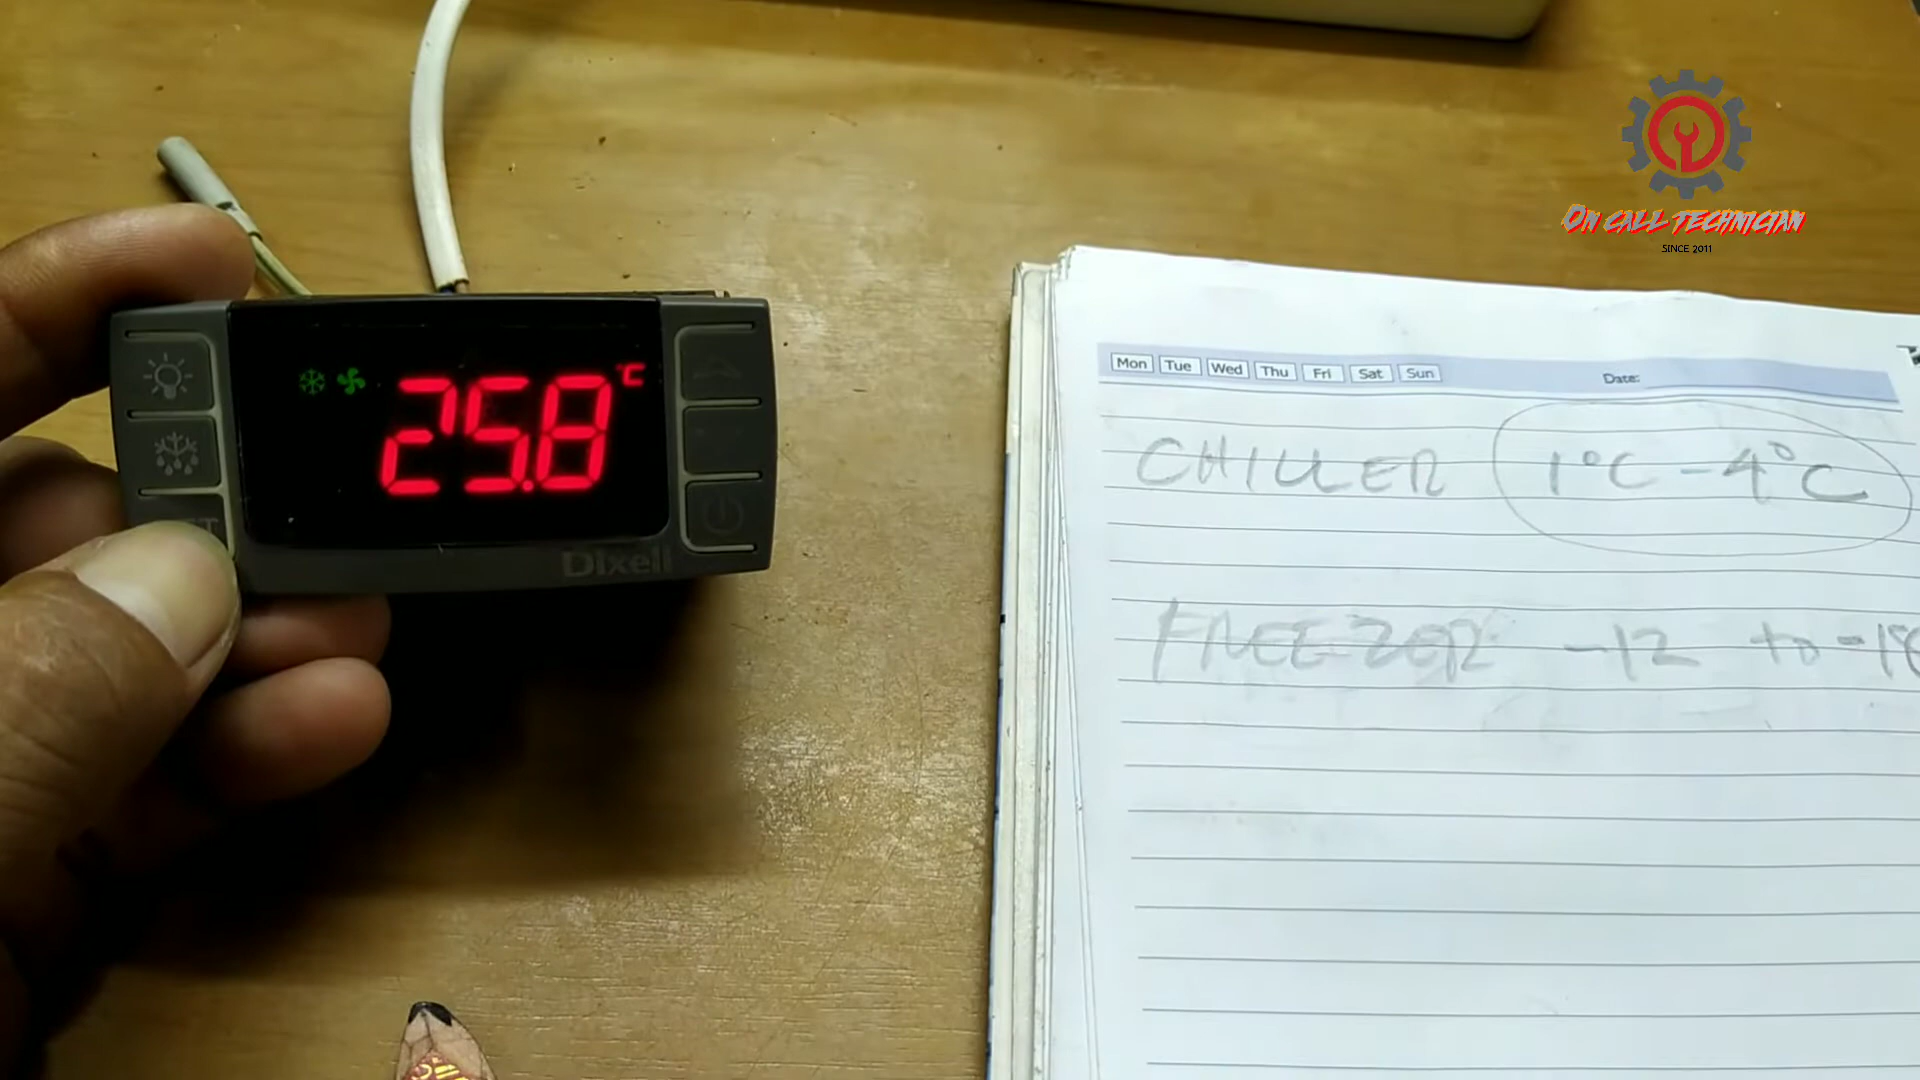 On call technician
SINCE 2011
25.8 °C
Dixell
Mon Tue Wed Thu Fri Sat Sun Date:
CHILLER 1°C - 4°C
FREEZER -12 to -18